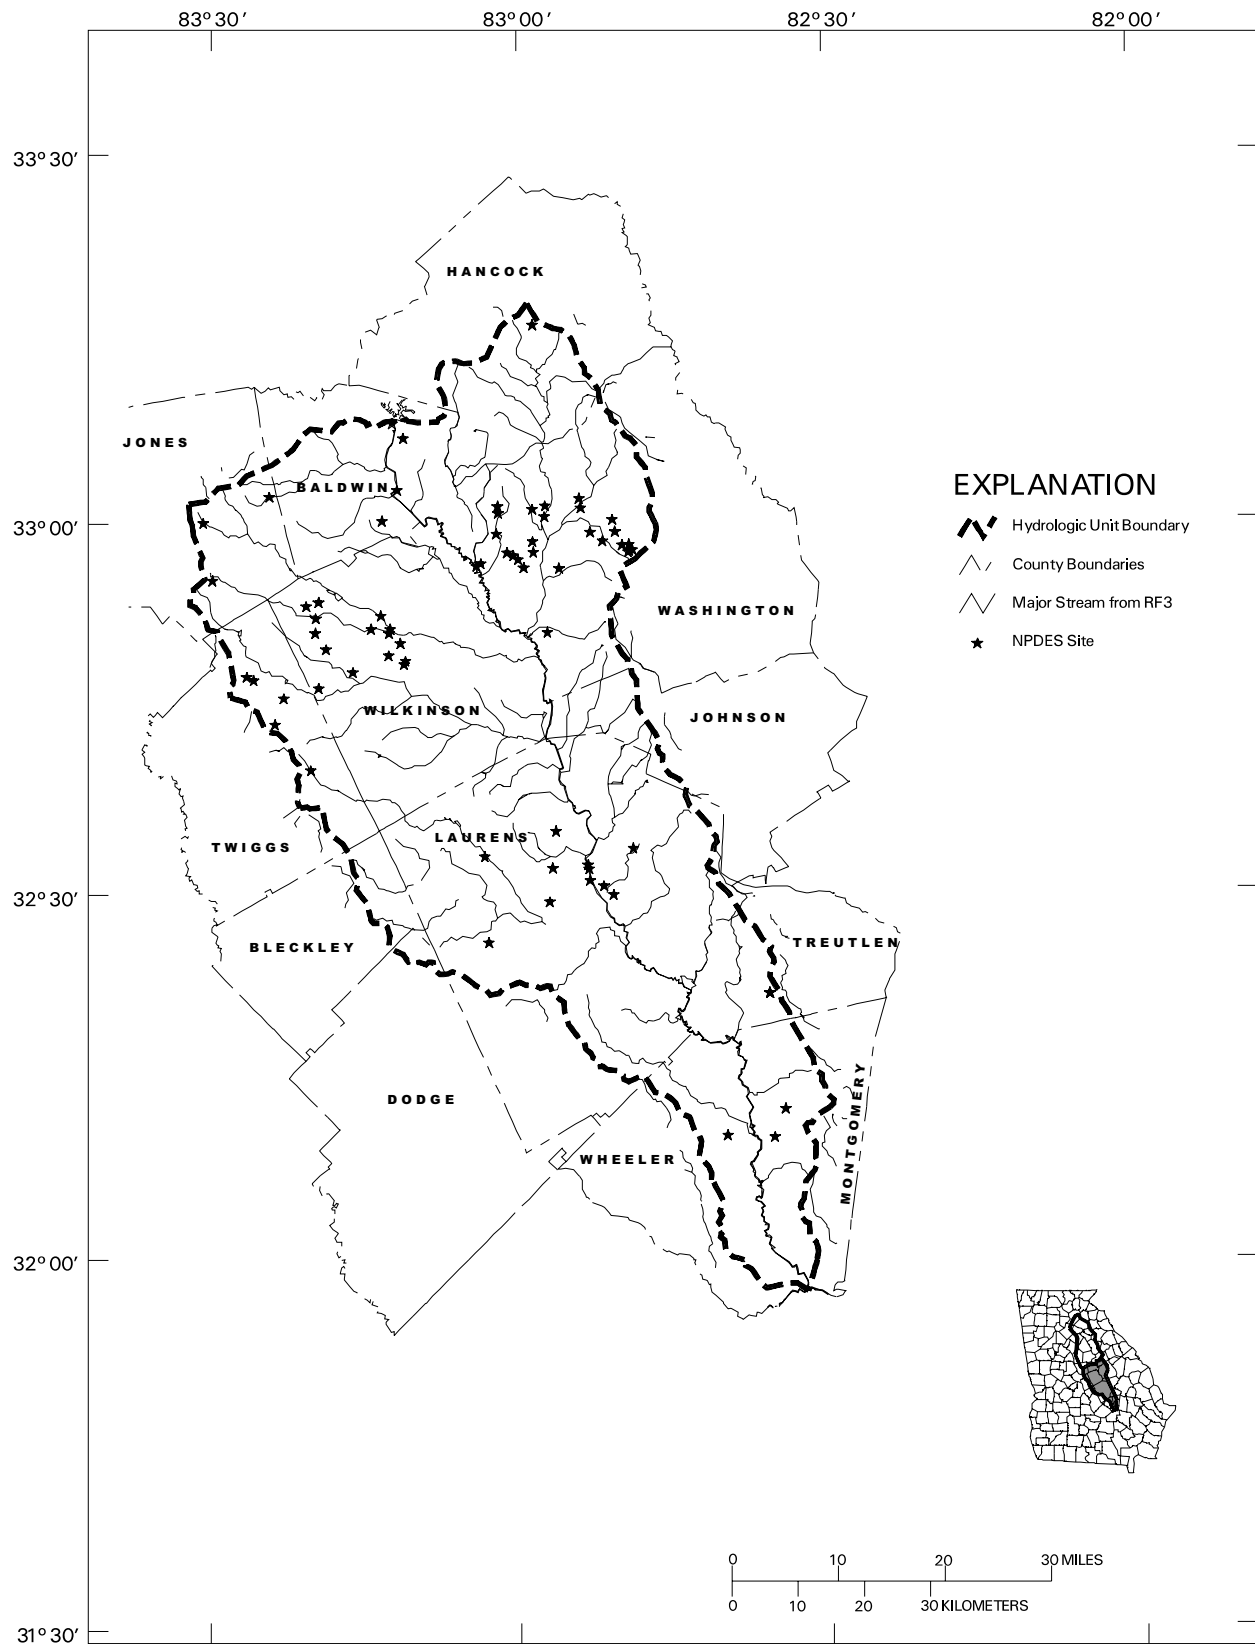 83° 30′ 83° 00′ 82° 30′ 82° 00′
33° 30′
HANCOCK
JONES
BALDWIN
EXPLANATION
Hydrologic Unit Boundary
County Boundaries
Major Stream from RF3
NPDES Site
33° 00′
WASHINGTON
WILKINSON
JOHNSON
TWIGGS
LAURENS
32° 30′
BLECKLEY
TREUTLEN
DODGE
MONTGOMERY
WHEELER
32° 00′
0 10 20 30 MILES
0 10 20 30 KILOMETERS
31° 30′